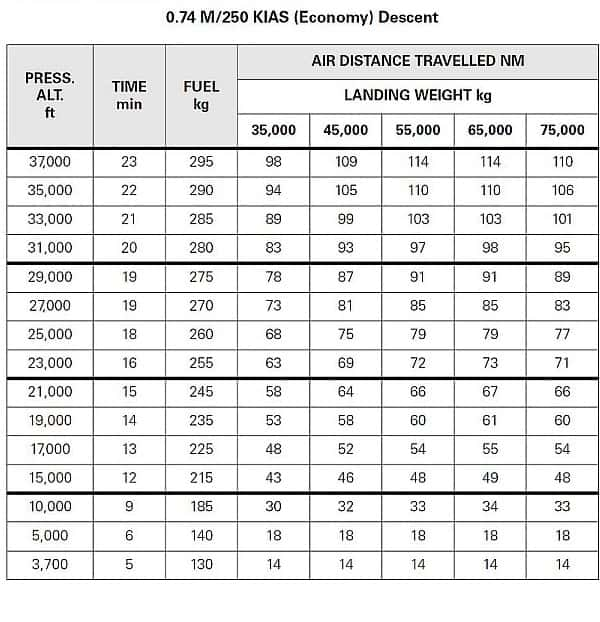 0.74 M/250 KIAS (Economy) Descent
PRESS. ALT. ft TIME min FUEL kg AIR DISTANCE TRAVELLED NM
LANDING WEIGHT kg
35,000 45,000 55,000 65,000 75,000
37,000 23 295 98 109 114 114 110
35,000 22 290 94 105 110 110 106
33,000 21 285 89 99 103 103 101
31,000 20 280 83 93 97 98 95
29,000 19 275 78 87 91 91 89
27,000 19 270 73 81 85 85 83
25,000 18 260 68 75 79 79 77
23,000 16 255 63 69 72 73 71
21,000 15 245 58 64 66 67 66
19,000 14 235 53 58 60 61 60
17,000 13 225 48 52 54 55 54
15,000 12 215 43 46 48 49 48
10,000 9 185 30 32 33 34 33
5,000 6 140 18 18 18 18 18
3,700 5 130 14 14 14 14 14